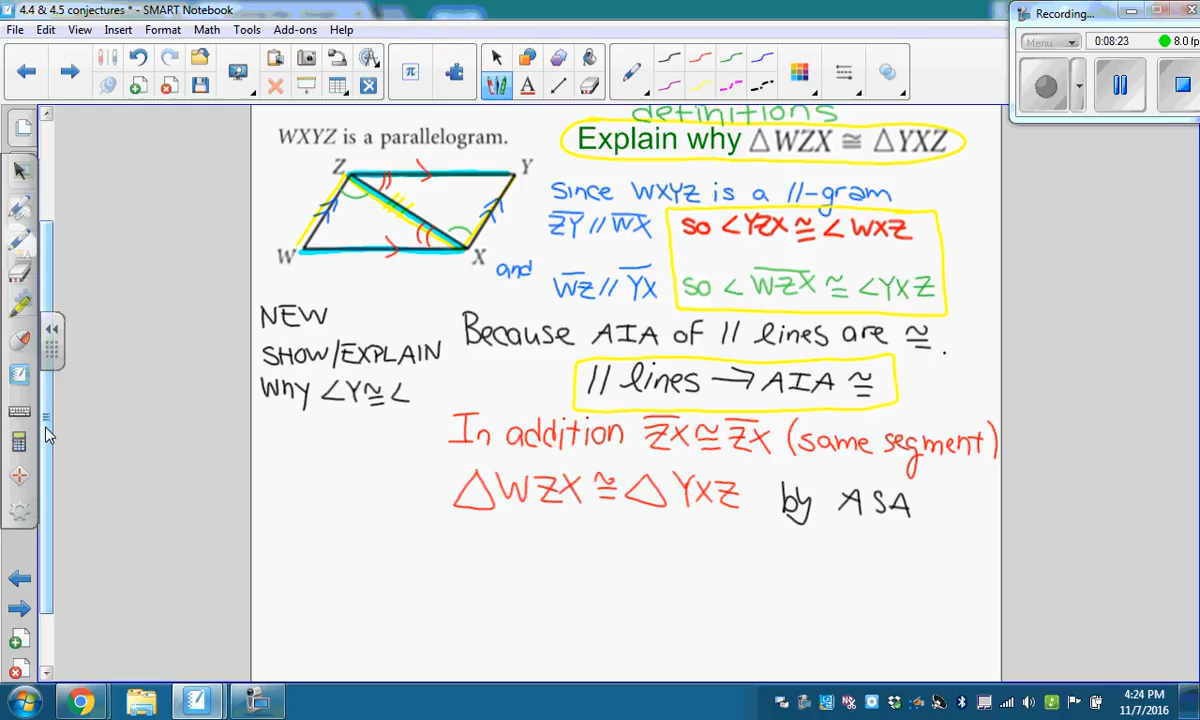 4.4 & 4.5 conjectures * - SMART Notebook
File Edit View Insert Format Math Tools Add-ons Help
Recording...
Menu
0:08:23
8.0 fp
definitions
WXYZ is a parallelogram.
Explain why △WZX ≅ △YXZ
Z Y
W X
Since WXYZ is a //-gram
ZY // WX so ∠YZX ≅ ∠WXZ
and WZ // YX so ∠WZX ≅ ∠YXZ
NEW
SHOW/EXPLAIN
Why ∠Y ≅ ∠
Because AIA of // lines are ≅.
// lines → AIA ≅
In addition ZX ≅ ZX (same segment)
△WZX ≅ △YXZ by ASA
4:24 PM
11/7/2016